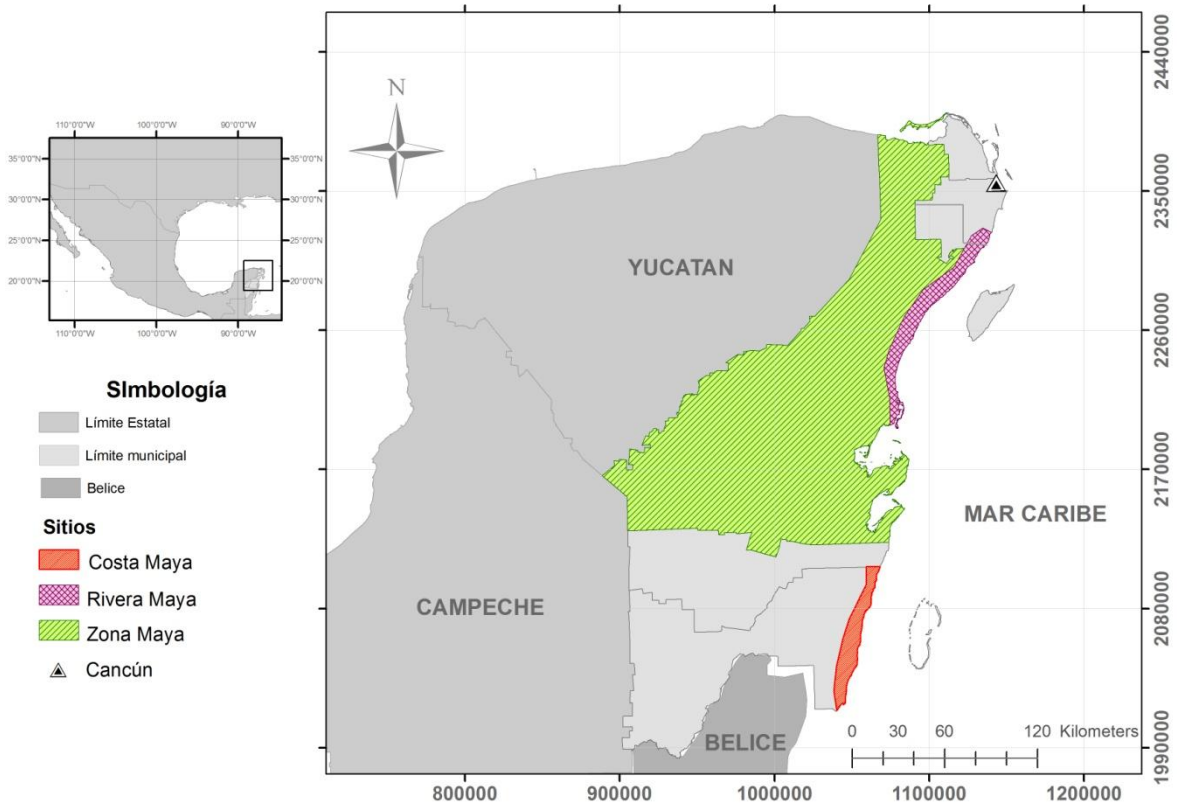 N
110°0'0"W 100°0'0"W 90°0'0"W
35°0'0"N 35°0'0"N
30°0'0"N 30°0'0"N
25°0'0"N 25°0'0"N
20°0'0"N 20°0'0"N
110°0'0"W 100°0'0"W 90°0'0"W
SImbología
Límite Estatal
Límite municipal
Belice
Sitios
Costa Maya
Rivera Maya
Zona Maya
Cancún
YUCATAN
MAR CARIBE
CAMPECHE
BELICE
0 30 60 120 Kilometers
2440000
2350000
2260000
2170000
2080000
1990000
800000 900000 1000000 1100000 1200000